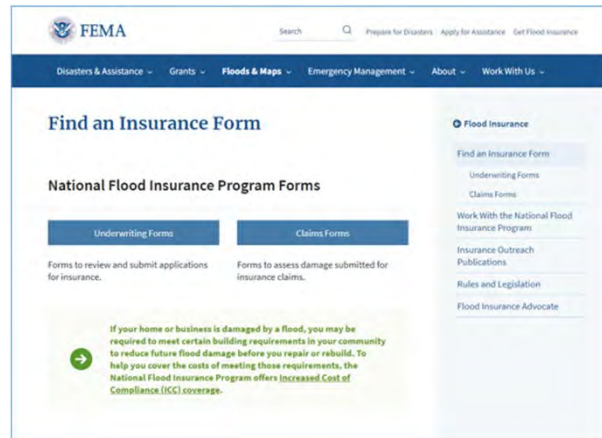 FEMA
Search
Prepare for Disasters
Apply for Assistance
Get Flood Insurance
Disasters & Assistance
Grants
Floods & Maps
Emergency Management
About
Work With Us
Find an Insurance Form
National Flood Insurance Program Forms
Underwriting Forms
Claims Forms
Forms to review and submit applications
for insurance.
Forms to assess damage submitted for
insurance claims.
If your home or business is damaged by a flood, you may be
required to meet certain building requirements in your community
to reduce future flood damage before you repair or rebuild. To
help you cover the costs of meeting those requirements, the
National Flood Insurance Program offers Increased Cost of
Compliance (ICC) coverage.
Flood Insurance
Find an Insurance Form
Underwriting Forms
Claims Forms
Work With the National Flood
Insurance Program
Insurance Outreach
Publications
Rules and Legislation
Flood Insurance Advocate